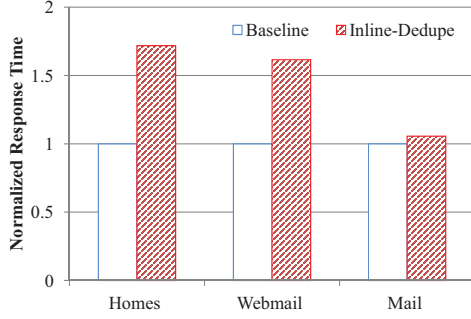 2
Baseline
Inline-Dedupe
1.5
1
0.5
0
Normalized Response Time
Homes
Webmail
Mail